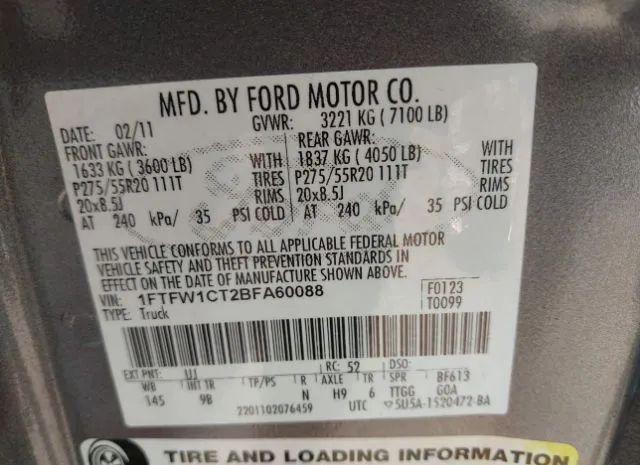 MFD. BY FORD MOTOR CO.
DATE: 02/11 GVWR: 3221 KG ( 7100 LB)
FRONT GAWR: REAR GAWR:
1633 KG ( 3600 LB) WITH 1837 KG ( 4050 LB) WITH
P275/55R20 111T TIRES P275/55R20 111T TIRES
20x8.5J RIMS 20x8.5J RIMS
AT 240 kPa/ 35 PSI COLD AT 240 kPa/ 35 PSI COLD
THIS VEHICLE CONFORMS TO ALL APPLICABLE FEDERAL MOTOR
VEHICLE SAFETY AND THEFT PREVENTION STANDARDS IN
EFFECT ON THE DATE OF MANUFACTURE SHOWN ABOVE.
VIN: 1FTFW1CT2BFA60088 F0123
TYPE: Truck T0099
EXT PNT: UJ RC: 52 DSO:
WB INT TR TP/PS R AXLE TR SPR BF613
145 9B N H9 6 TTGG GOA
2201102076459 UTC 5U5A-1520472-BA
TIRE AND LOADING INFORMATION